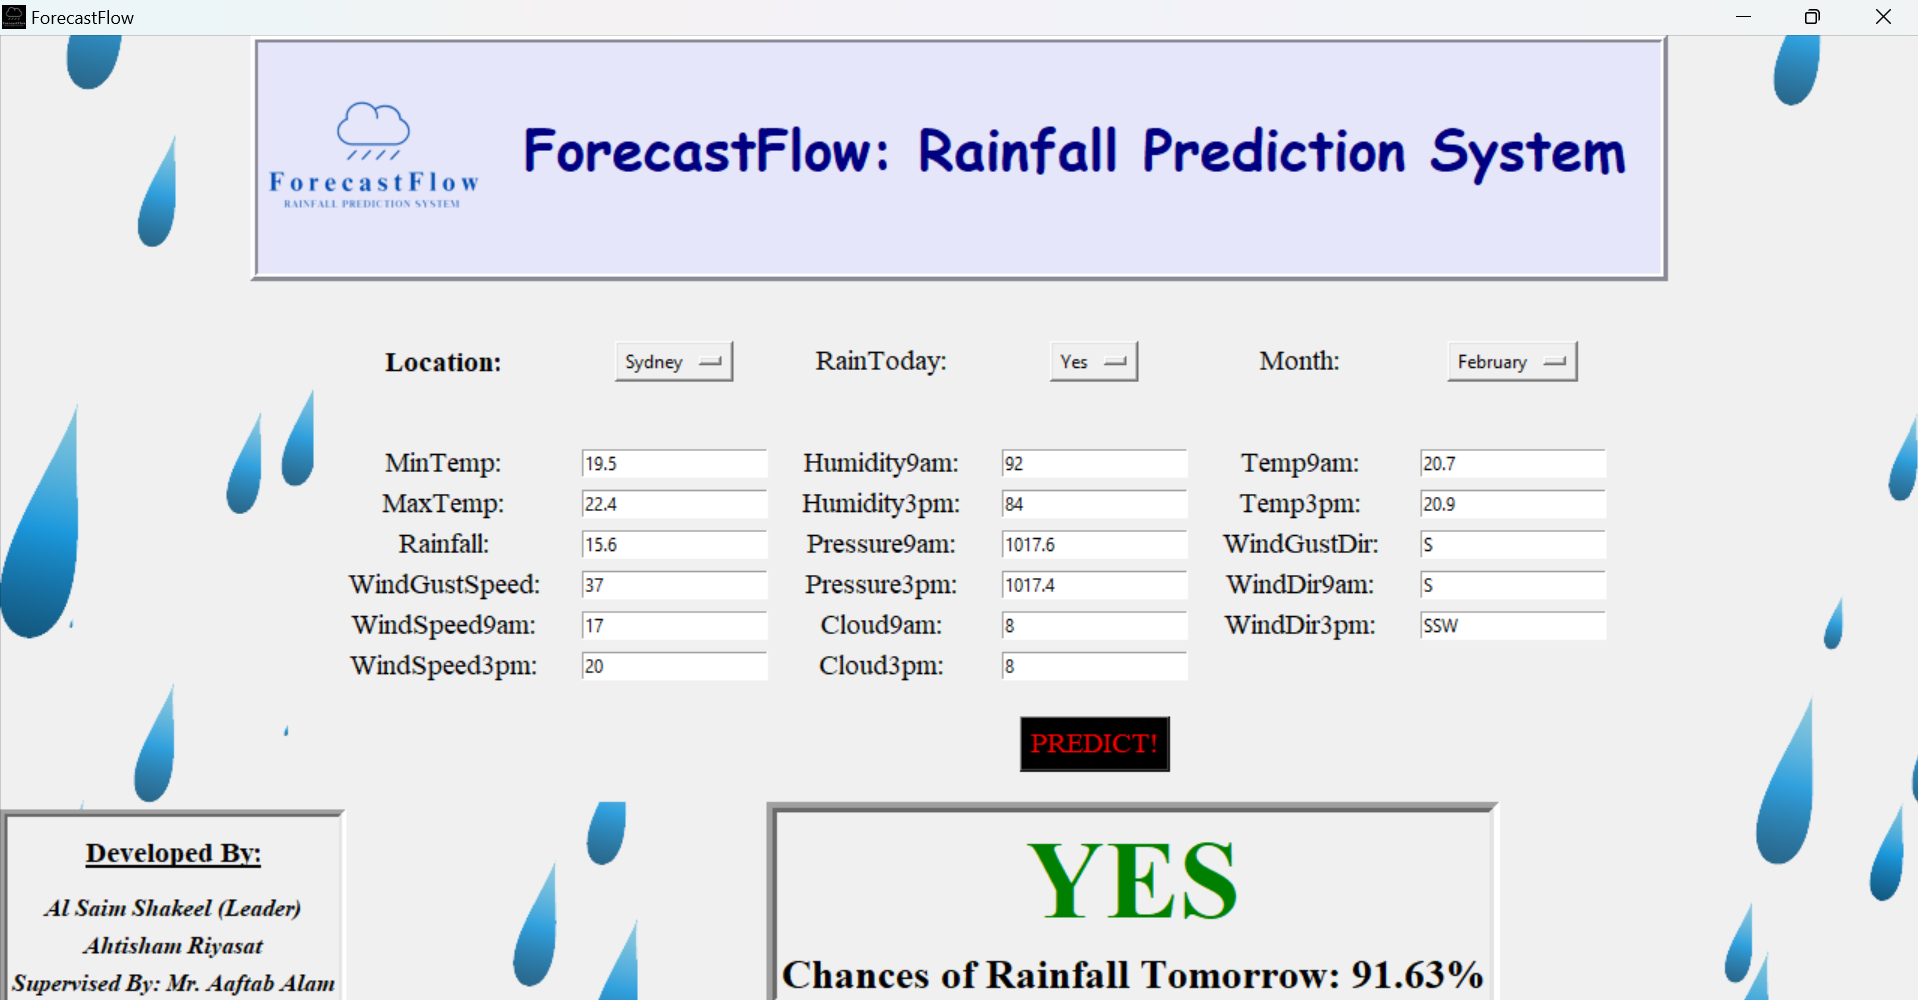 ForecastFlow
ForecastFlow
RAINFALL PREDICTION SYSTEM
ForecastFlow: Rainfall Prediction System
Location: Sydney RainToday: Yes Month: February
MinTemp: 19.5 Humidity9am: 92 Temp9am: 20.7
MaxTemp: 22.4 Humidity3pm: 84 Temp3pm: 20.9
Rainfall: 15.6 Pressure9am: 1017.6 WindGustDir: S
WindGustSpeed: 37 Pressure3pm: 1017.4 WindDir9am: S
WindSpeed9am: 17 Cloud9am: 8 WindDir3pm: SSW
WindSpeed3pm: 20 Cloud3pm: 8
PREDICT!
Developed By:
Al Saim Shakeel (Leader)
Ahtisham Riyasat
Supervised By: Mr. Aaftab Alam
YES
Chances of Rainfall Tomorrow: 91.63%